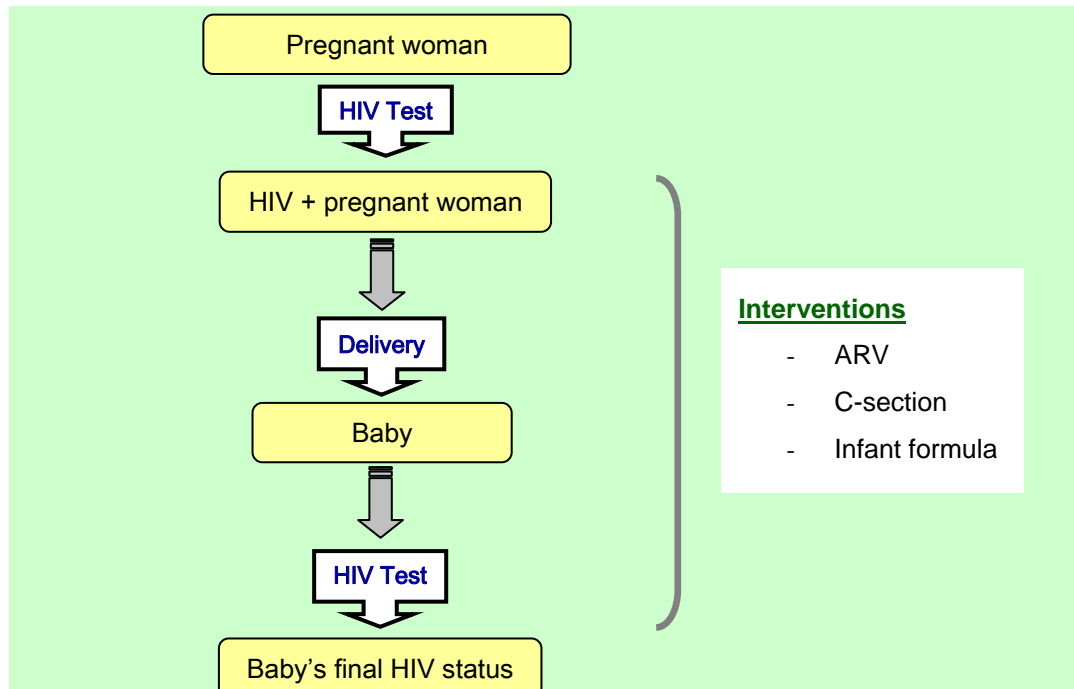 Pregnant woman
HIV Test
HIV + pregnant woman
Delivery
Baby
HIV Test
Baby's final HIV status
Interventions
- ARV
- C-section
- Infant formula